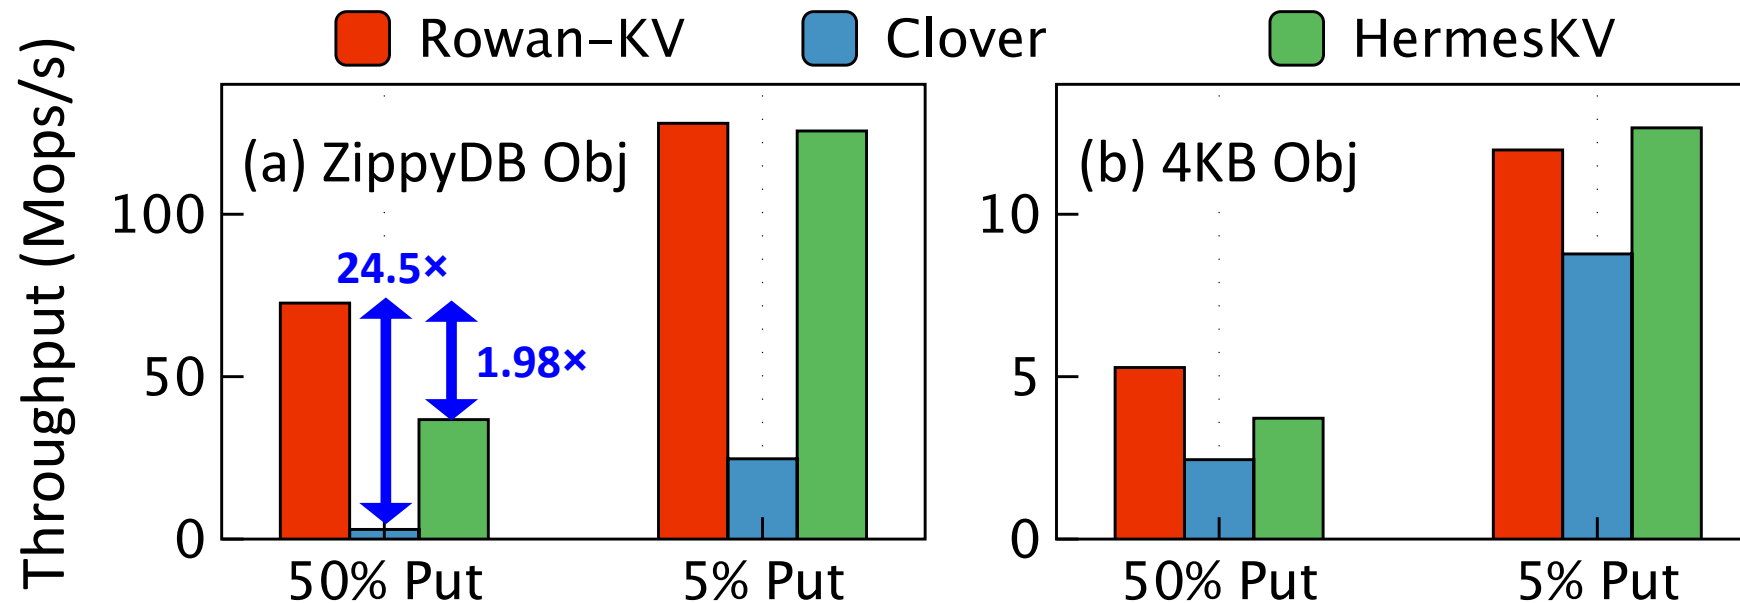 Rowan-KV Clover HermesKV
Throughput (Mops/s)
(a) ZippyDB Obj
100
50
0
24.5×
1.98×
50% Put 5% Put
(b) 4KB Obj
10
5
0
50% Put 5% Put